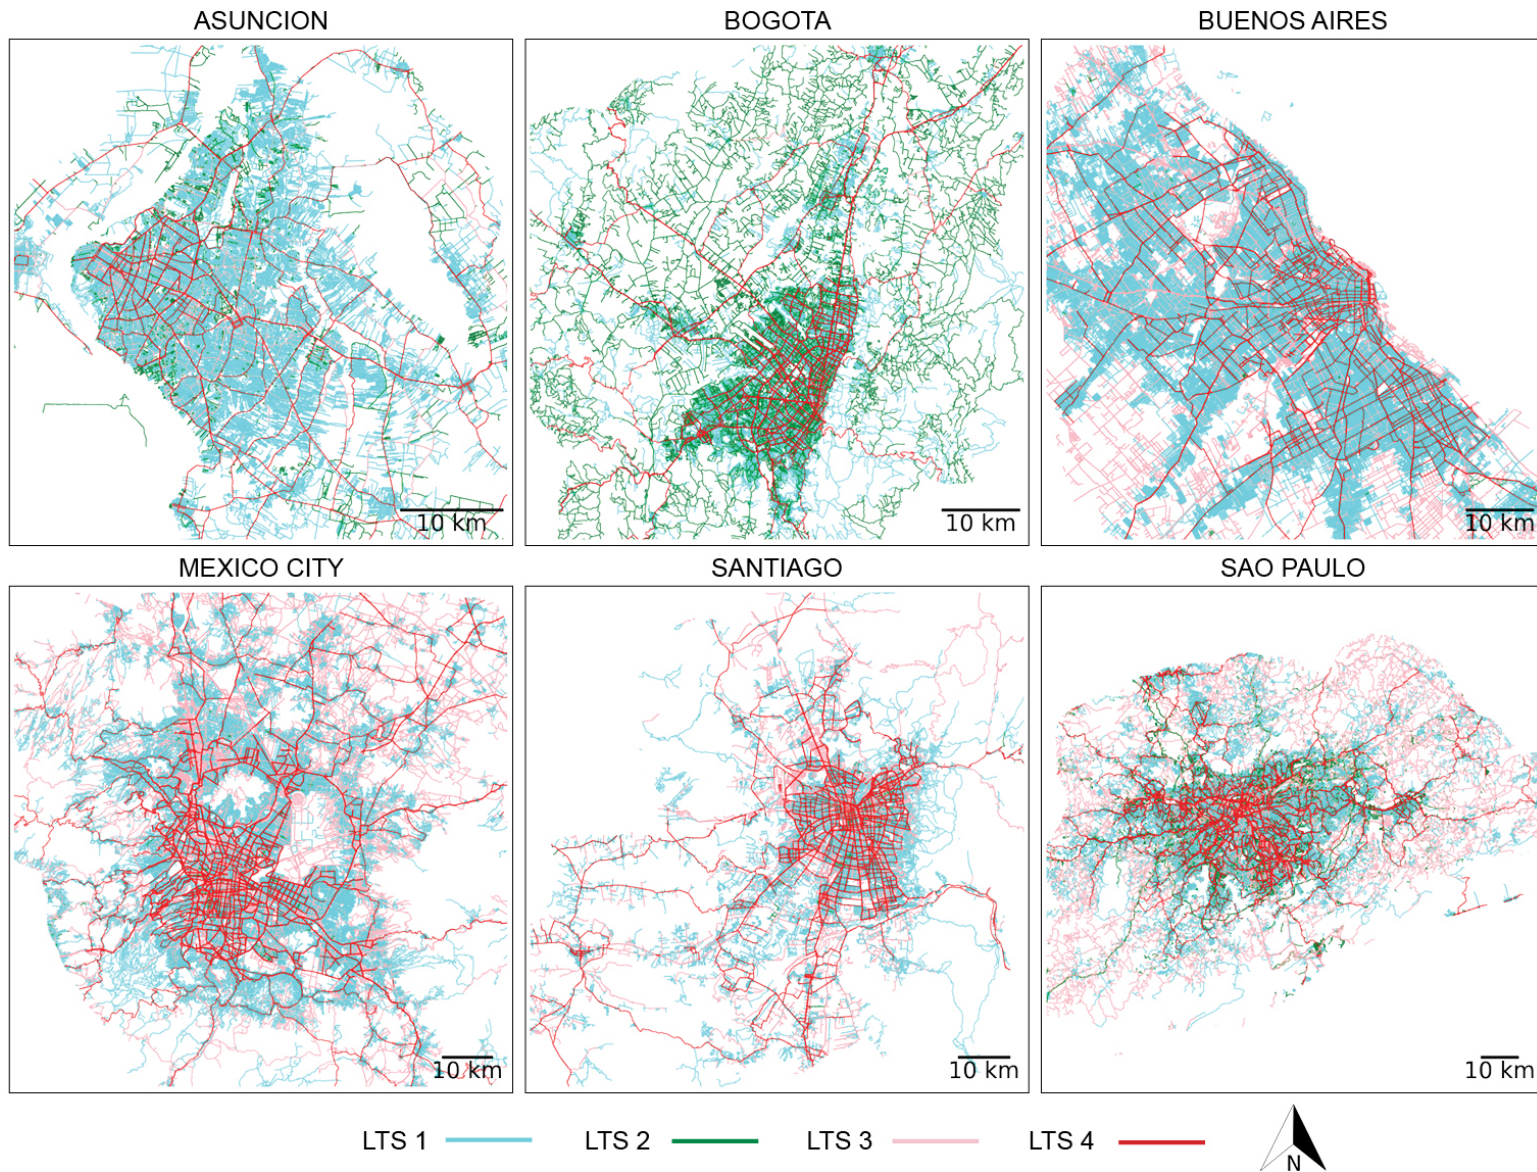 ASUNCION
BOGOTA
BUENOS AIRES
10 km
10 km
10 km
MEXICO CITY
SANTIAGO
SAO PAULO
10 km
10 km
10 km
LTS 1
LTS 2
LTS 3
LTS 4
N